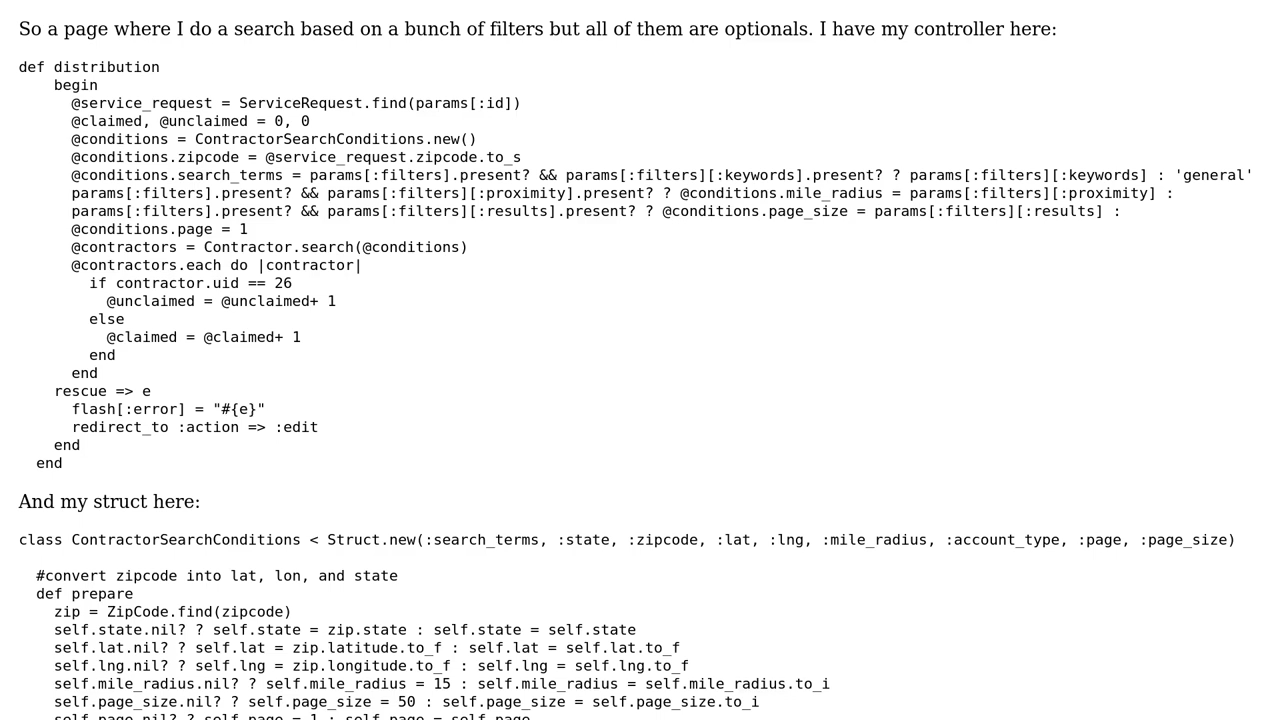 So a page where I do a search based on a bunch of filters but all of them are optionals. I have my controller here:
def distribution
    begin
      @service_request = ServiceRequest.find(params[:id])
      @claimed, @unclaimed = 0, 0
      @conditions = ContractorSearchConditions.new()
      @conditions.zipcode = @service_request.zipcode.to_s
      @conditions.search_terms = params[:filters].present? && params[:filters][:keywords].present? ? params[:filters][:keywords] : 'general'
      params[:filters].present? && params[:filters][:proximity].present? ? @conditions.mile_radius = params[:filters][:proximity] :
      params[:filters].present? && params[:filters][:results].present? ? @conditions.page_size = params[:filters][:results] :
      @conditions.page = 1
      @contractors = Contractor.search(@conditions)
      @contractors.each do |contractor|
        if contractor.uid == 26
          @unclaimed = @unclaimed+ 1
        else
          @claimed = @claimed+ 1
        end
      end
    rescue => e
      flash[:error] = "#{e}"
      redirect_to :action => :edit
    end
  end
And my struct here:
class ContractorSearchConditions < Struct.new(:search_terms, :state, :zipcode, :lat, :lng, :mile_radius, :account_type, :page, :page_size)
  #convert zipcode into lat, lon, and state
  def prepare
    zip = ZipCode.find(zipcode)
    self.state.nil? ? self.state = zip.state : self.state = self.state
    self.lat.nil? ? self.lat = zip.latitude.to_f : self.lat = self.lat.to_f
    self.lng.nil? ? self.lng = zip.longitude.to_f : self.lng = self.lng.to_f
    self.mile_radius.nil? ? self.mile_radius = 15 : self.mile_radius = self.mile_radius.to_i
    self.page_size.nil? ? self.page_size = 50 : self.page_size = self.page_size.to_i
    self.page.nil? ? self.page = 1 : self.page = self.page